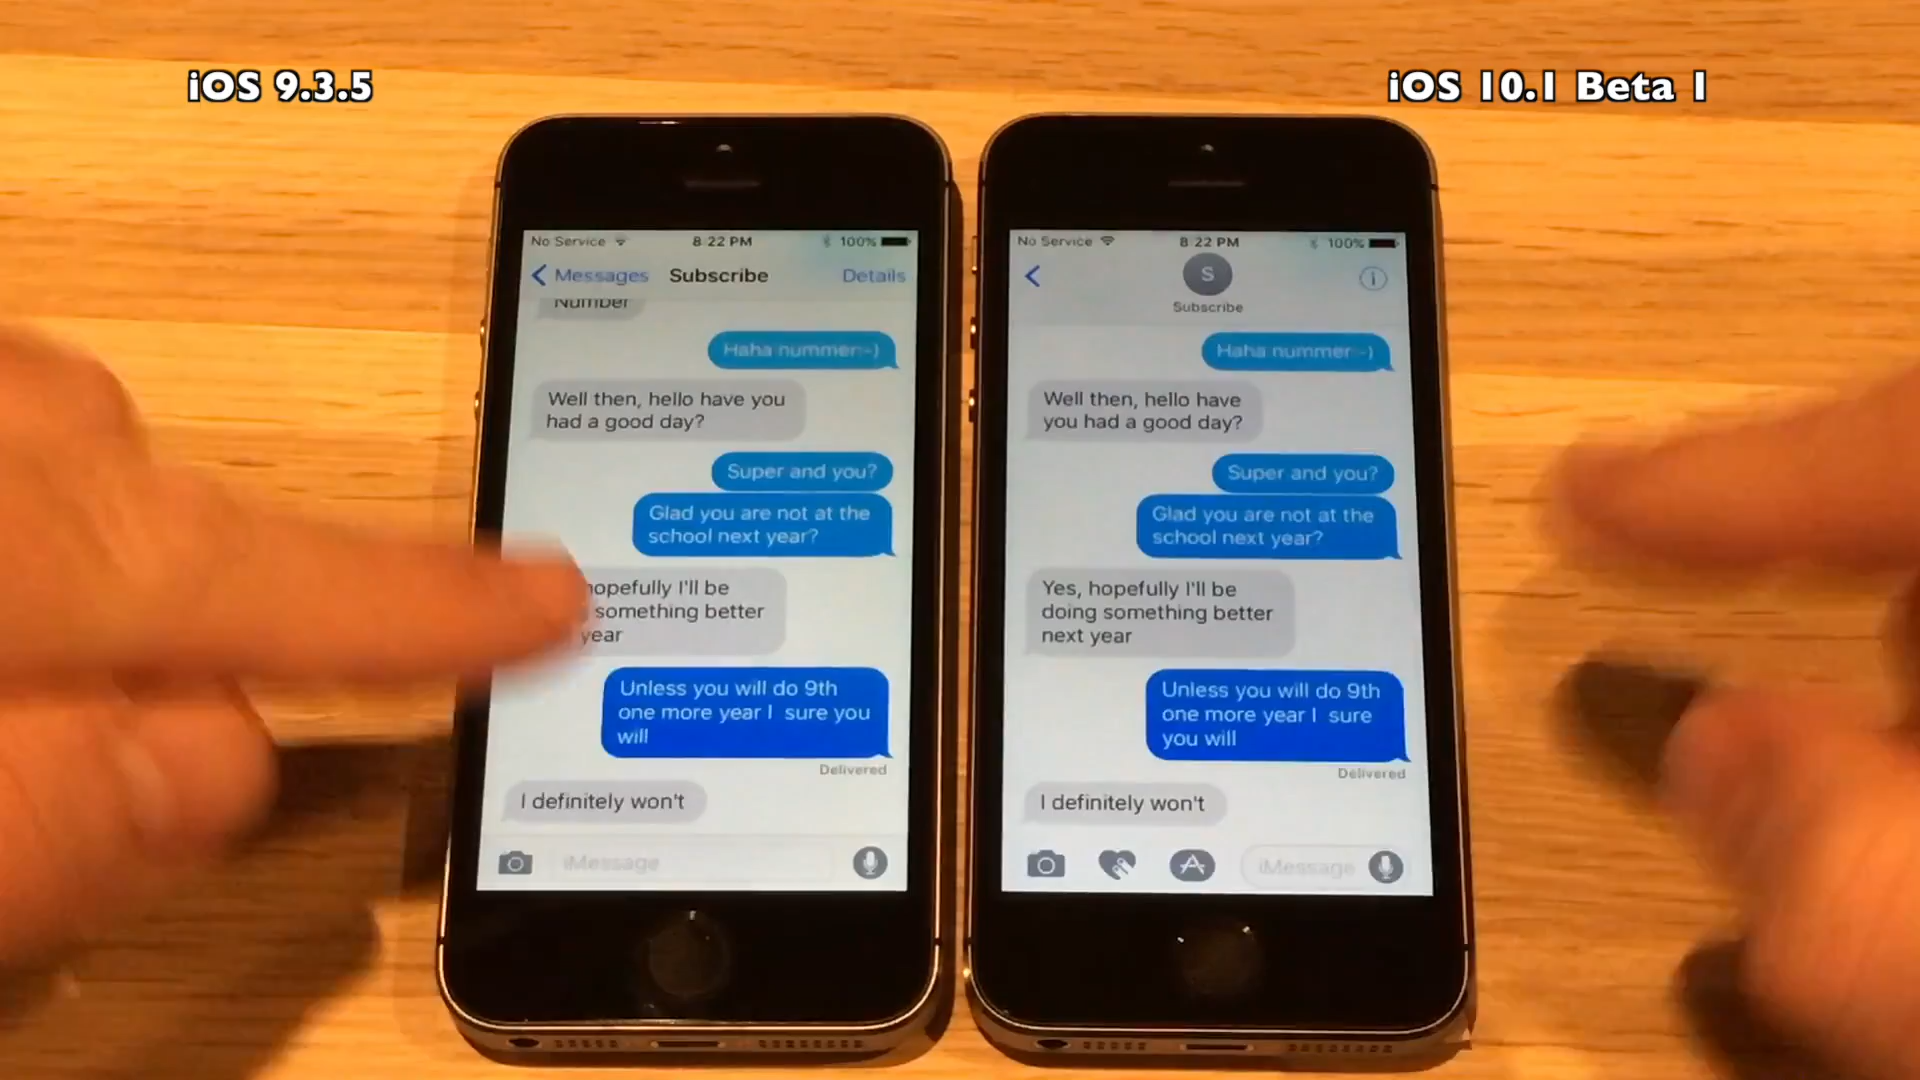 iOS 9.3.5
iOS 10.1 Beta 1
No Service
8:22 PM
100%
Messages
Subscribe
Details
Number
Haha nummer:-)
Well then, hello have you
had a good day?
Super and you?
Glad you are not at the
school next year?
hopefully I'll be
something better
year
Unless you will do 9th
one more year I sure you
will
Delivered
I definitely won't
iMessage
No Service
8:22 PM
100%
S
Subscribe
Haha nummer:-)
Well then, hello have
you had a good day?
Super and you?
Glad you are not at the
school next year?
Yes, hopefully I'll be
doing something better
next year
Unless you will do 9th
one more year I sure
you will
Delivered
I definitely won't
iMessage